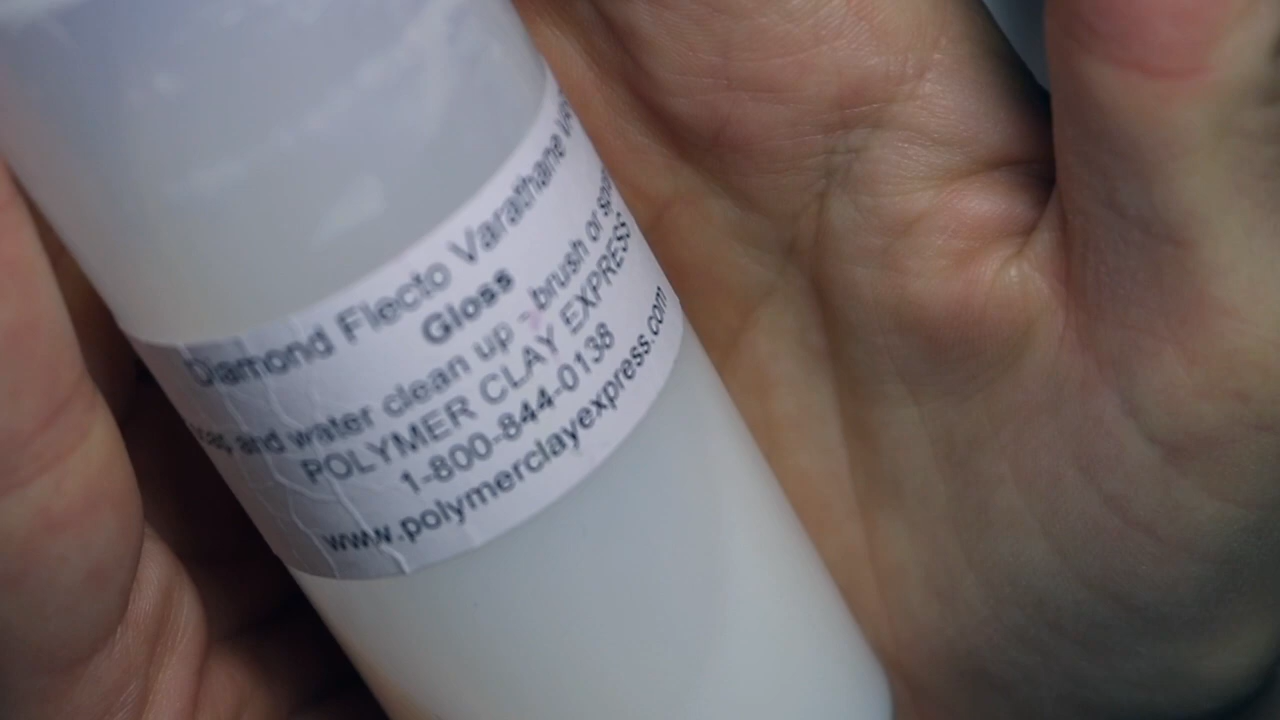 Diamond Flecto Varathane
Gloss
and water clean up - brush or
POLYMER CLAY EXPRESS
1-800-844-0138
www.polymerclayexpress.com